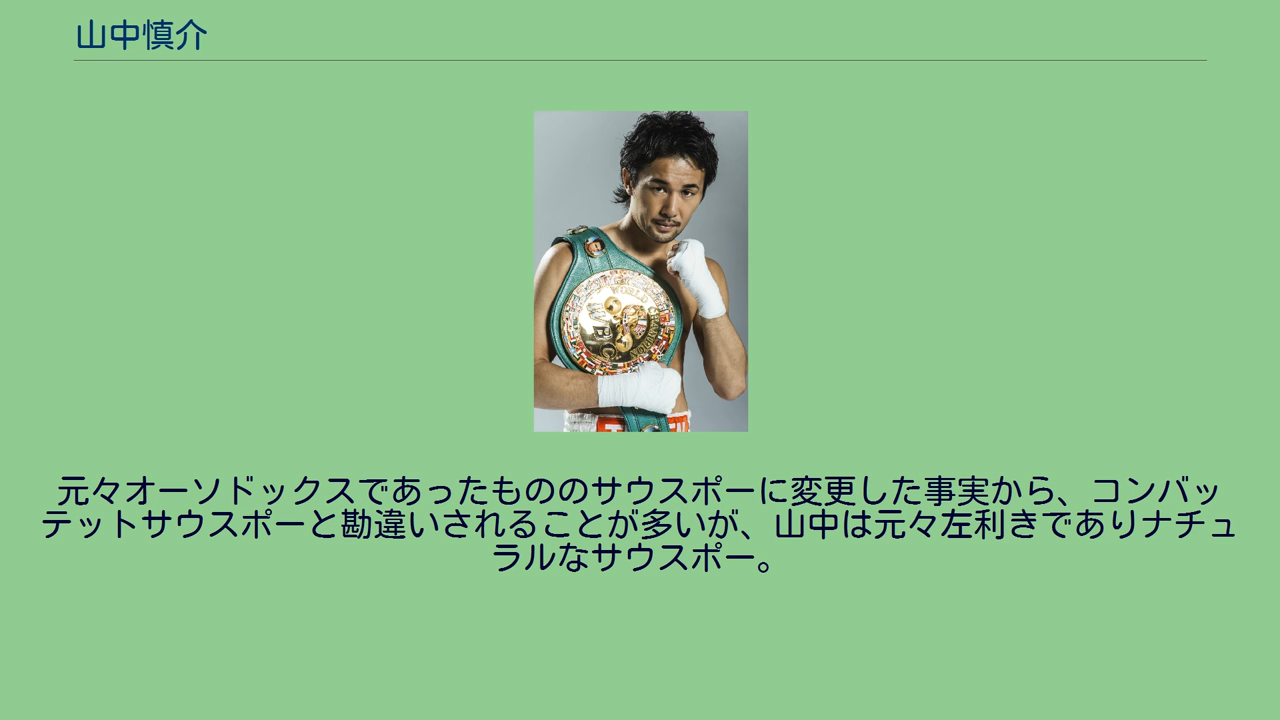 山中慎介
WORLD CHAMPION
WBC
元々オーソドックスであったもののサウスポーに変更した事実から、コンバッ
テットサウスポーと勘違いされることが多いが、山中は元々左利きでありナチュ
ラルなサウスポー。